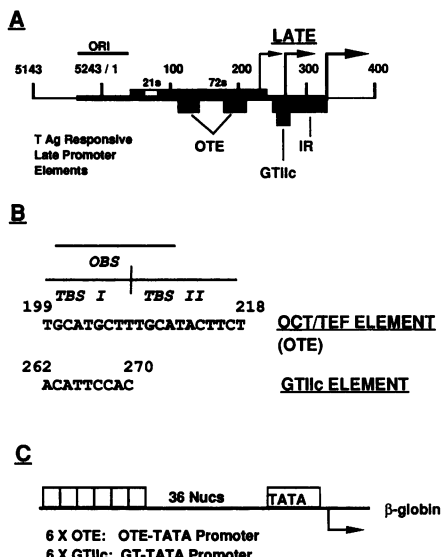 A
ORI
LATE
5143 5243 / 1 100 200 300 400
21s 72s
T Ag Responsive
Late Promoter
Elements
OTE
IR
GTIIc
B
OBS
TBS I TBS II
199 218
TGCATGCTTTGCATACTTCT OCT/TEF ELEMENT
(OTE)
262 270
ACATTCCAC GTIIc ELEMENT
C
36 Nucs TATA β-globin
6 X OTE: OTE-TATA Promoter
6 X GTIIc: GT-TATA Promoter